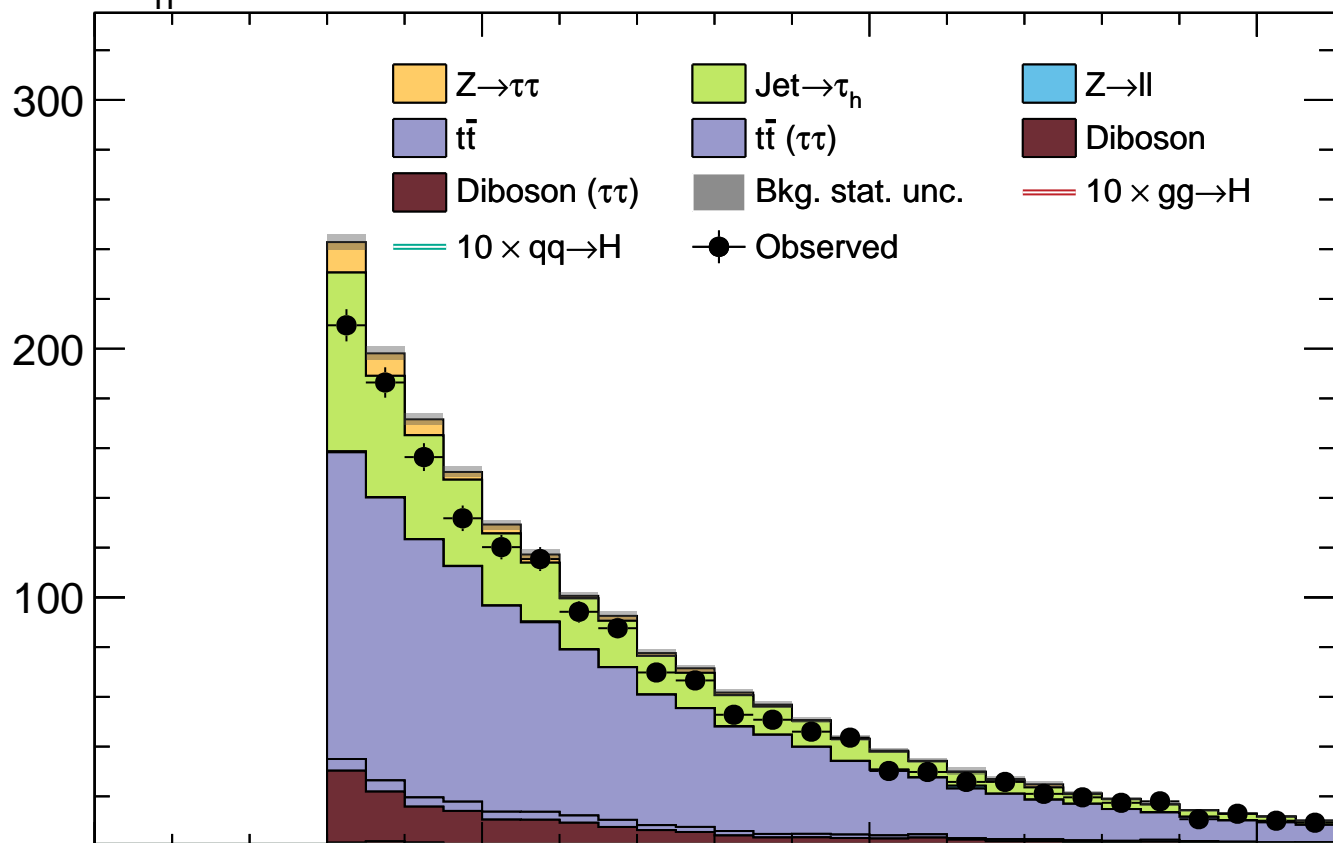 300
Z→ττ Jet→τh Z→ll
tt̄ tt̄ (ττ) Diboson
Diboson (ττ) Bkg. stat. unc. 10 × gg→H
10 × qq→H Observed
200
100